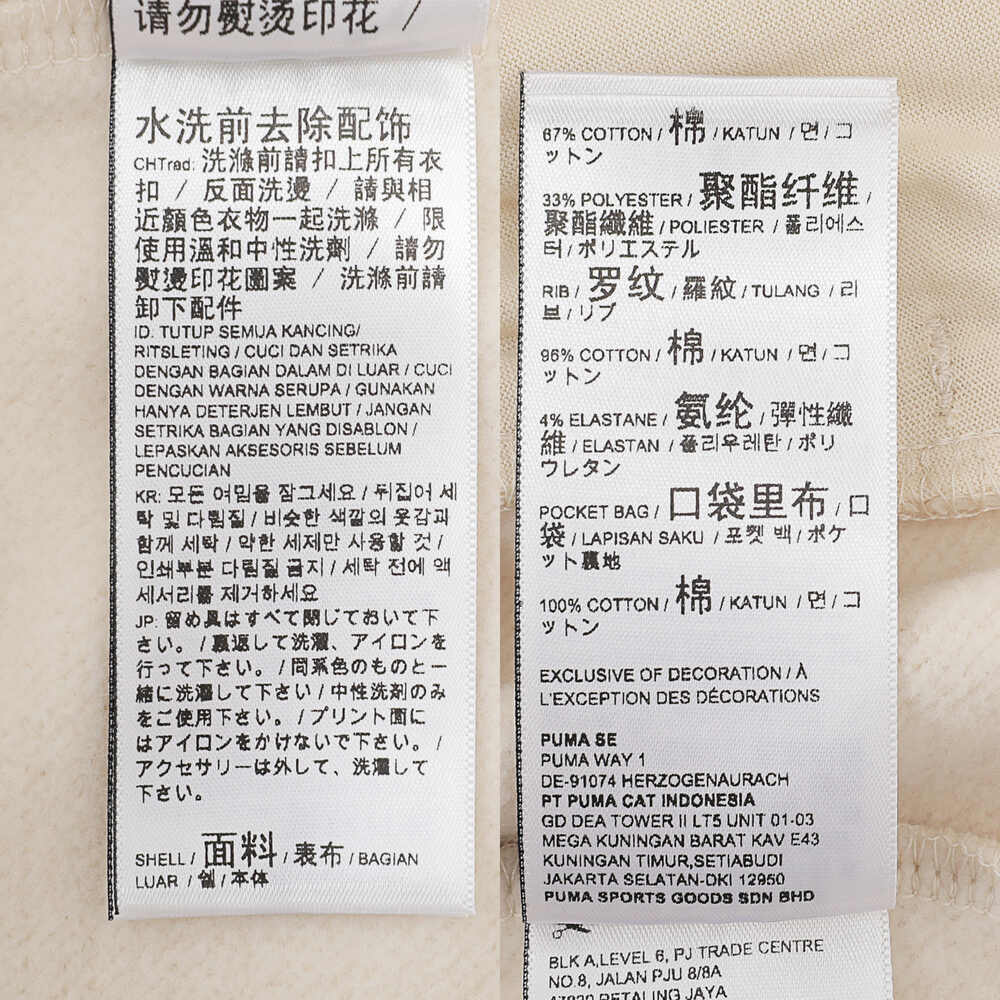 请勿熨烫印花 /
水洗前去除配饰
CHTrad: 洗滌前請扣上所有衣
扣 / 反面洗燙 / 請與相
近顏色衣物一起洗滌 / 限
使用溫和中性洗劑 / 請勿
熨燙印花圖案 / 洗滌前請
卸下配件
ID: TUTUP SEMUA KANCING/
RITSLETING / CUCI DAN SETRIKA
DENGAN BAGIAN DALAM DI LUAR / CUCI
DENGAN WARNA SERUPA / GUNAKAN
HANYA DETERJEN LEMBUT / JANGAN
SETRIKA BAGIAN YANG DISABLON /
LEPASKAN AKSESORIS SEBELUM
PENCUCIAN
KR: 모든 여밈을 잠그세요 / 뒤집어 세
탁 및 다림질 / 비슷한 색깔의 옷감과
함께 세탁 / 약한 세제만 사용할 것 /
인쇄부분 다림질 금지 / 세탁 전에 액
세서리를 제거하세요
JP: 留め具はすべて閉じておいて下
さい。 / 裏返して洗濯、アイロンを
行って下さい。 / 同系色のものと一
緒に洗濯して下さい / 中性洗剤のみ
をご使用下さい。 / プリント面に
はアイロンをかけないで下さい。 /
アクセサリーは外して、洗濯して
下さい。
SHELL / 面料 / 表布 / BAGIAN
LUAR / 쉘 / 本体
67% COTTON / 棉 / KATUN / 면 / コ
ットン
33% POLYESTER / 聚酯纤维 /
聚酯纖維 / POLIESTER / 폴리에스
터 / ポリエステル
RIB / 罗纹 / 羅紋 / TULANG / 리
브 / リブ
96% COTTON / 棉 / KATUN / 면 / コ
ットン
4% ELASTANE / 氨纶 / 彈性纖
維 / ELASTAN / 폴리우레탄 / ポリ
ウレタン
POCKET BAG / 口袋里布 / 口
袋 / LAPISAN SAKU / 포켓 백 / ポケ
ット裏地
100% COTTON / 棉 / KATUN / 면 / コ
ットン
EXCLUSIVE OF DECORATION / À
L'EXCEPTION DES DÉCORATIONS
PUMA SE
PUMA WAY 1
DE-91074 HERZOGENAURACH
PT PUMA CAT INDONESIA
GD DEA TOWER II LT5 UNIT 01-03
MEGA KUNINGAN BARAT KAV E43
KUNINGAN TIMUR,SETIABUDI
JAKARTA SELATAN-DKI 12950
PUMA SPORTS GOODS SDN BHD
BLK A,LEVEL 6, PJ TRADE CENTRE
NO.8, JALAN PJU 8/8A
47820 PETALING JAYA